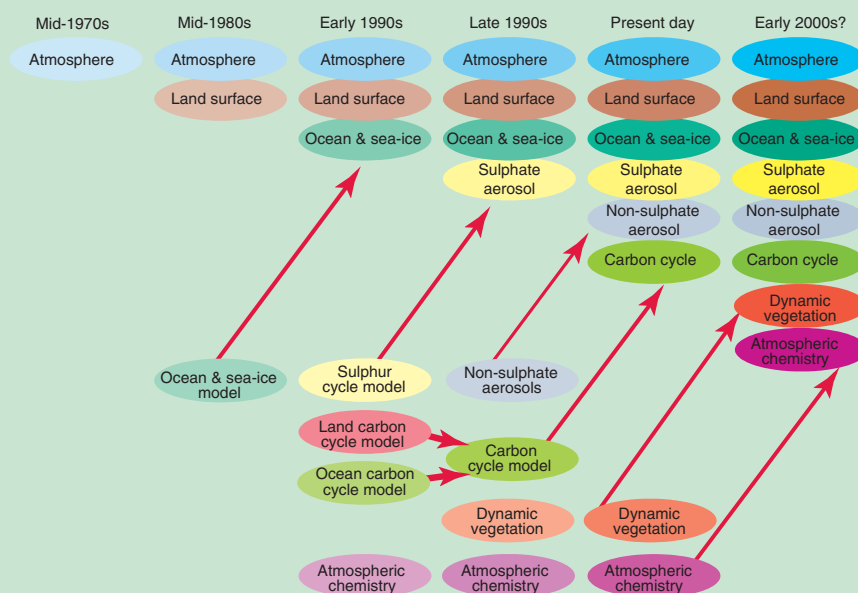 Mid-1970s Mid-1980s Early 1990s Late 1990s Present day Early 2000s?
Atmosphere Atmosphere Atmosphere Atmosphere Atmosphere Atmosphere
Land surface Land surface Land surface Land surface Land surface
Ocean & sea-ice Ocean & sea-ice Ocean & sea-ice Ocean & sea-ice
Sulphate Sulphate Sulphate
aerosol aerosol aerosol
Non-sulphate Non-sulphate
aerosol aerosol
Carbon cycle Carbon cycle
Dynamic
vegetation
Atmospheric
chemistry
Ocean & sea-ice
model
Sulphur
cycle model
Non-sulphate
aerosols
Land carbon
cycle model
Carbon
cycle model
Ocean carbon
cycle model
Dynamic Dynamic
vegetation vegetation
Atmospheric Atmospheric Atmospheric
chemistry chemistry chemistry